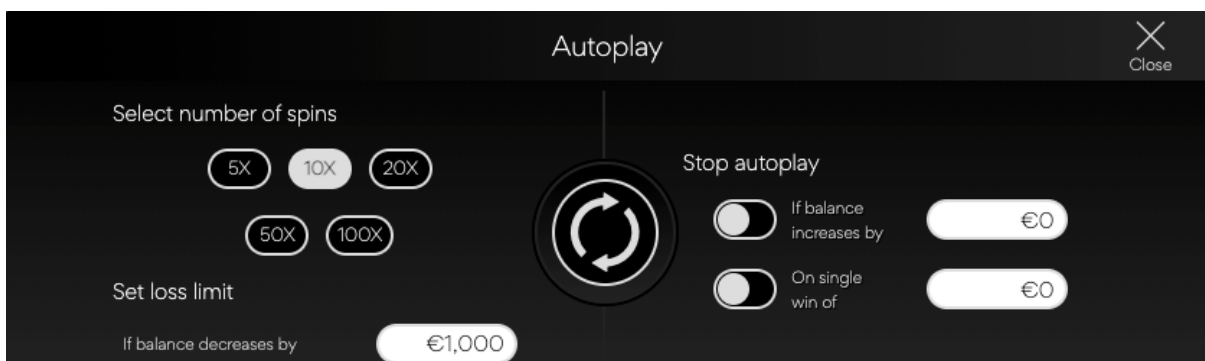 Autoplay
Close
Select number of spins
5X 10X 20X
50X 100X
Set loss limit
If balance decreases by €1,000
Stop autoplay
If balance
increases by
€0
On single
win of
€0